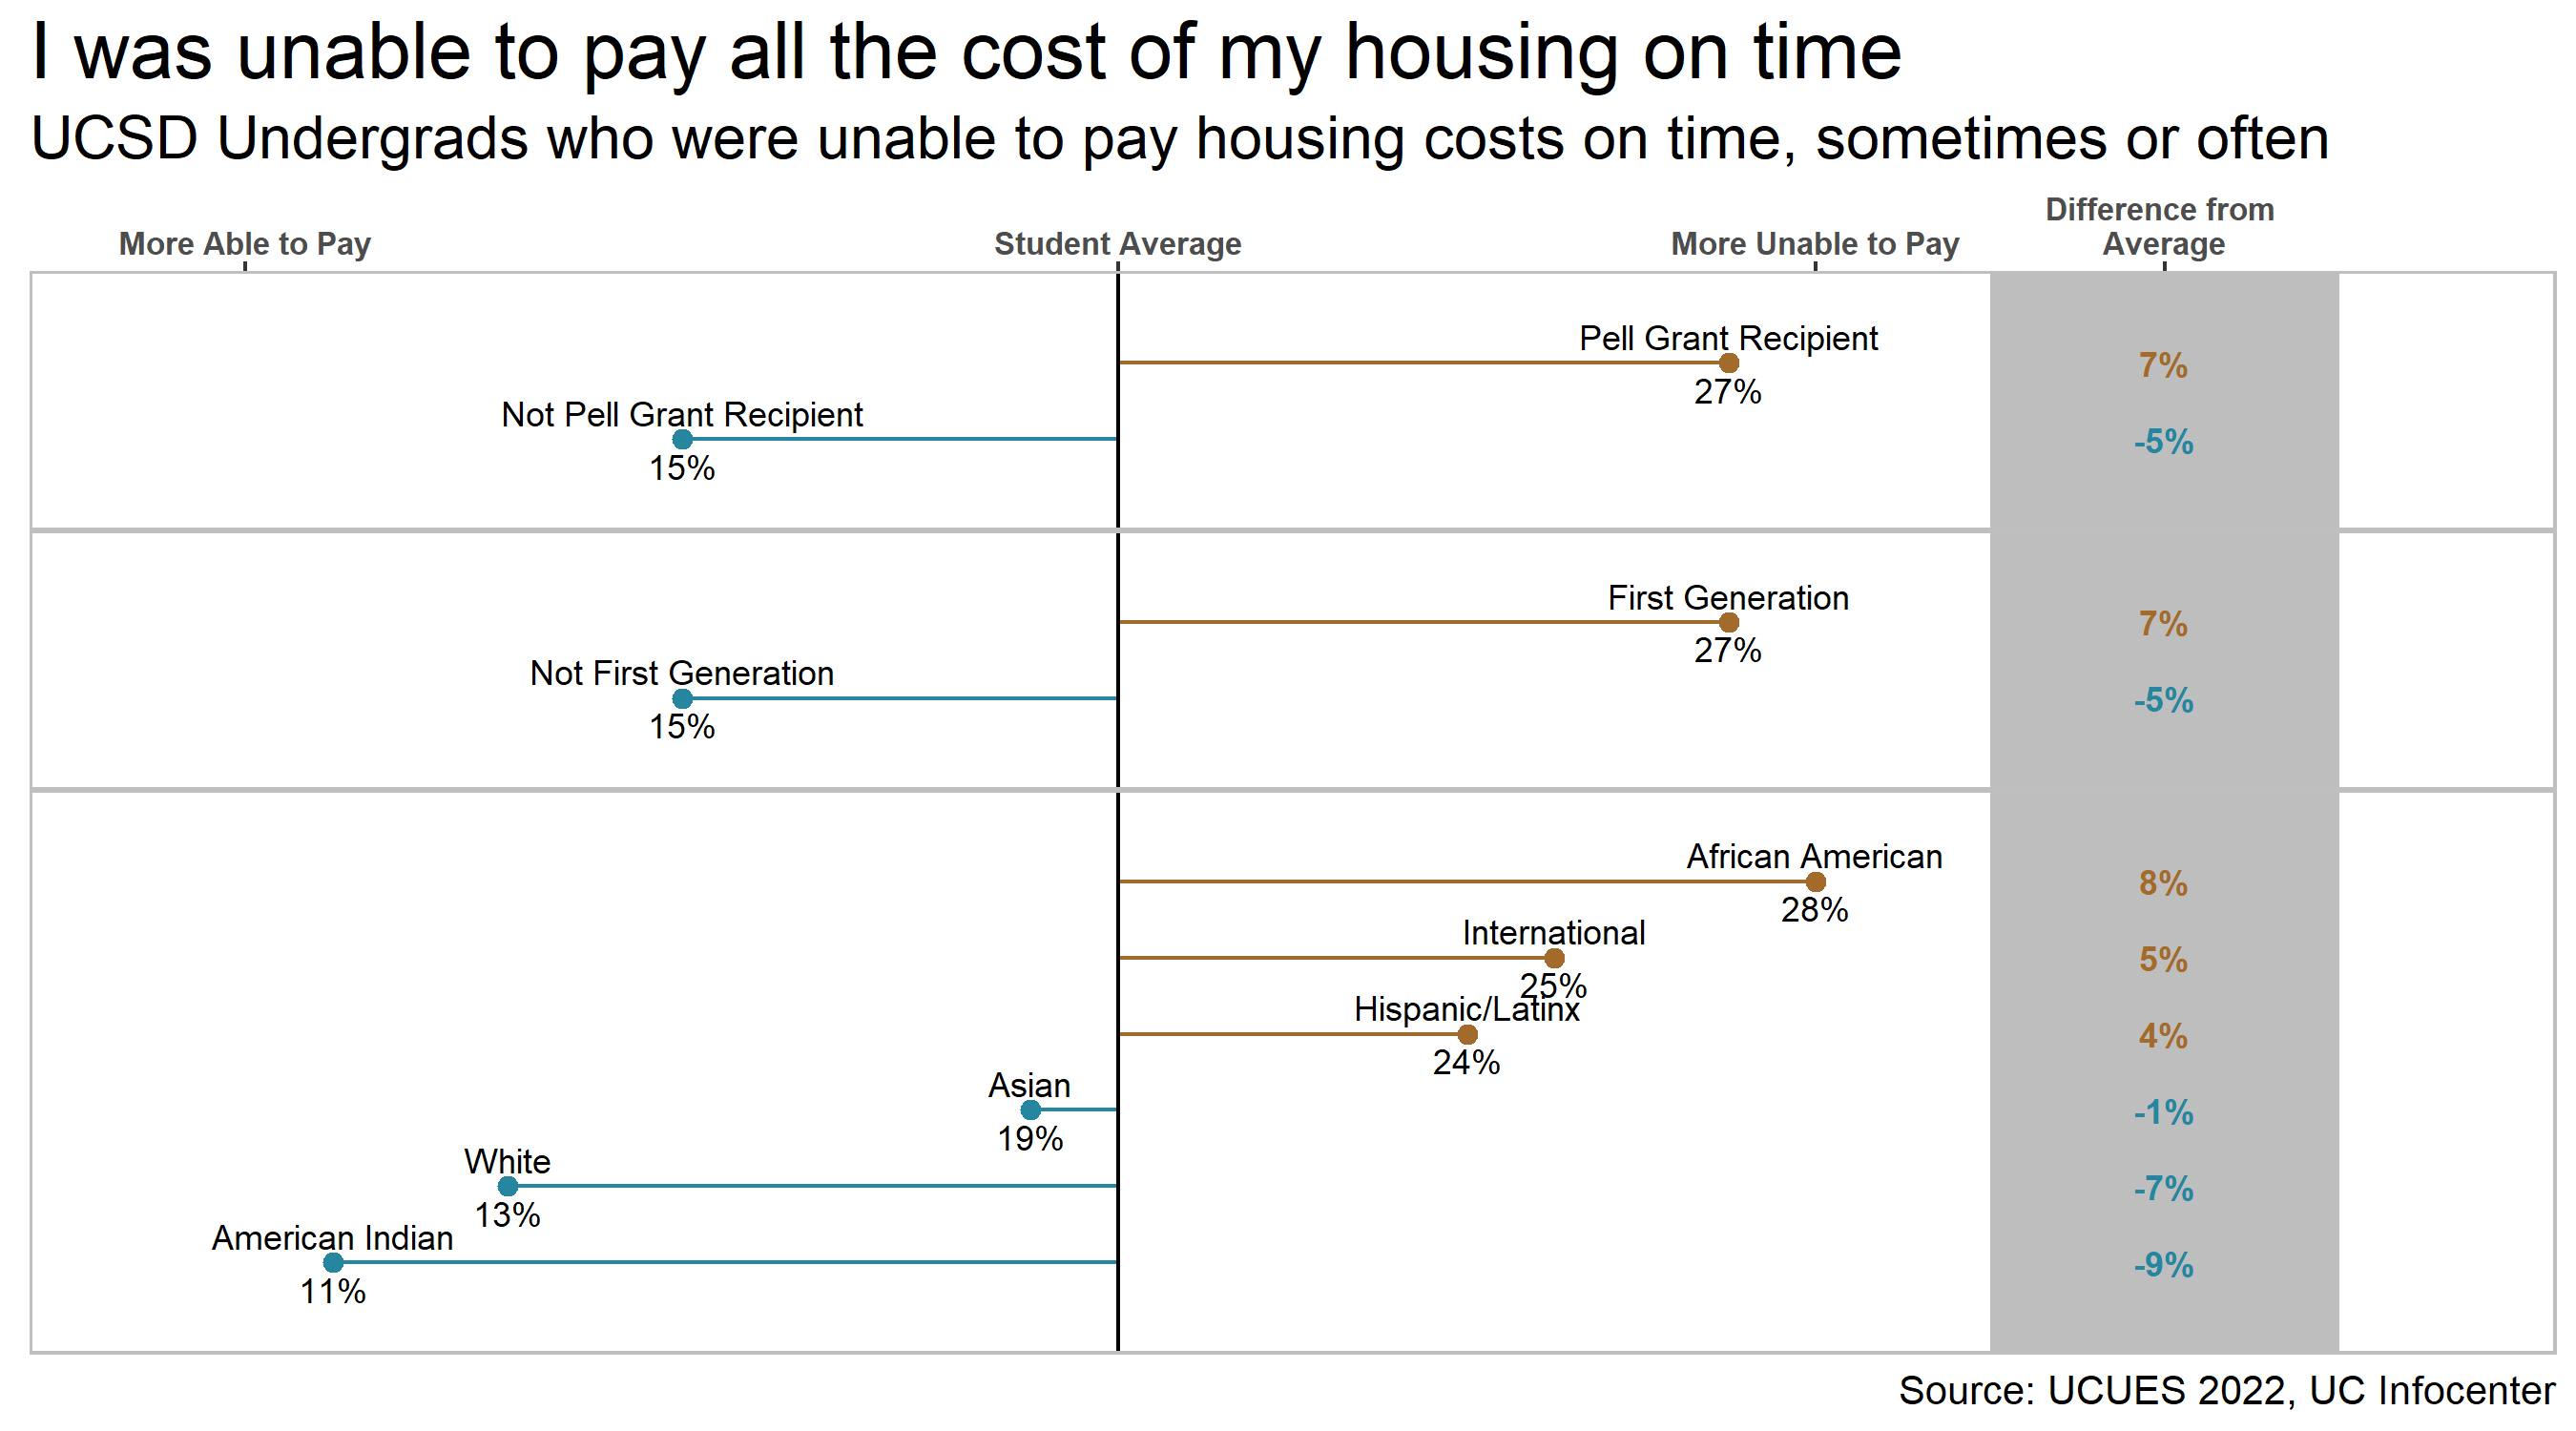 I was unable to pay all the cost of my housing on time
UCSD Undergrads who were unable to pay housing costs on time, sometimes or often
More Able to Pay
Student Average
More Unable to Pay
Difference from
Average
Pell Grant Recipient
27%
7%
Not Pell Grant Recipient
15%
-5%
First Generation
27%
7%
Not First Generation
15%
-5%
African American
28%
8%
International
25%
5%
Hispanic/Latinx
24%
4%
Asian
19%
-1%
White
13%
-7%
American Indian
11%
-9%
Source: UCUES 2022, UC Infocenter